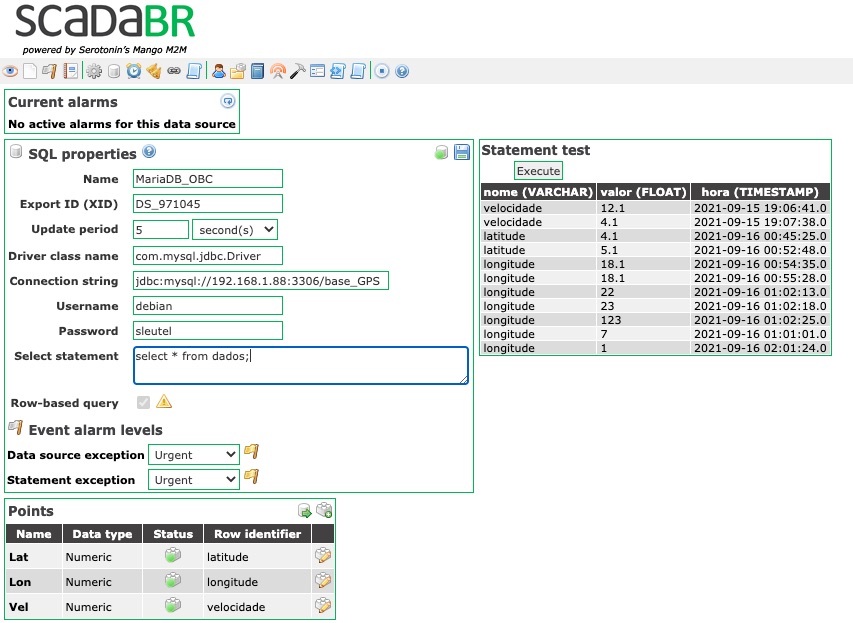 SCADABR
powered by Serotonin's Mango M2M
Current alarms
No active alarms for this data source
SQL properties
Name MariaDB_OBC
Export ID (XID) DS_971045
Update period 5 second(s)
Driver class name com.mysql.jdbc.Driver
Connection string jdbc:mysql://192.168.1.88:3306/base_GPS
Username debian
Password sleutel
Select statement select * from dados;
Row-based query
Event alarm levels
Data source exception Urgent
Statement exception Urgent
Statement test
Execute
nome (VARCHAR) valor (FLOAT) hora (TIMESTAMP)
velocidade 12.1 2021-09-15 19:06:41.0
velocidade 4.1 2021-09-15 19:07:38.0
latitude 4.1 2021-09-16 00:45:25.0
latitude 5.1 2021-09-16 00:52:48.0
longitude 18.1 2021-09-16 00:54:35.0
longitude 18.1 2021-09-16 00:55:28.0
longitude 22 2021-09-16 01:02:13.0
longitude 23 2021-09-16 01:02:18.0
longitude 123 2021-09-16 01:02:25.0
longitude 7 2021-09-16 01:01:01.0
longitude 1 2021-09-16 02:01:24.0
Points
Name Data type Status Row identifier
Lat Numeric latitude
Lon Numeric longitude
Vel Numeric velocidade